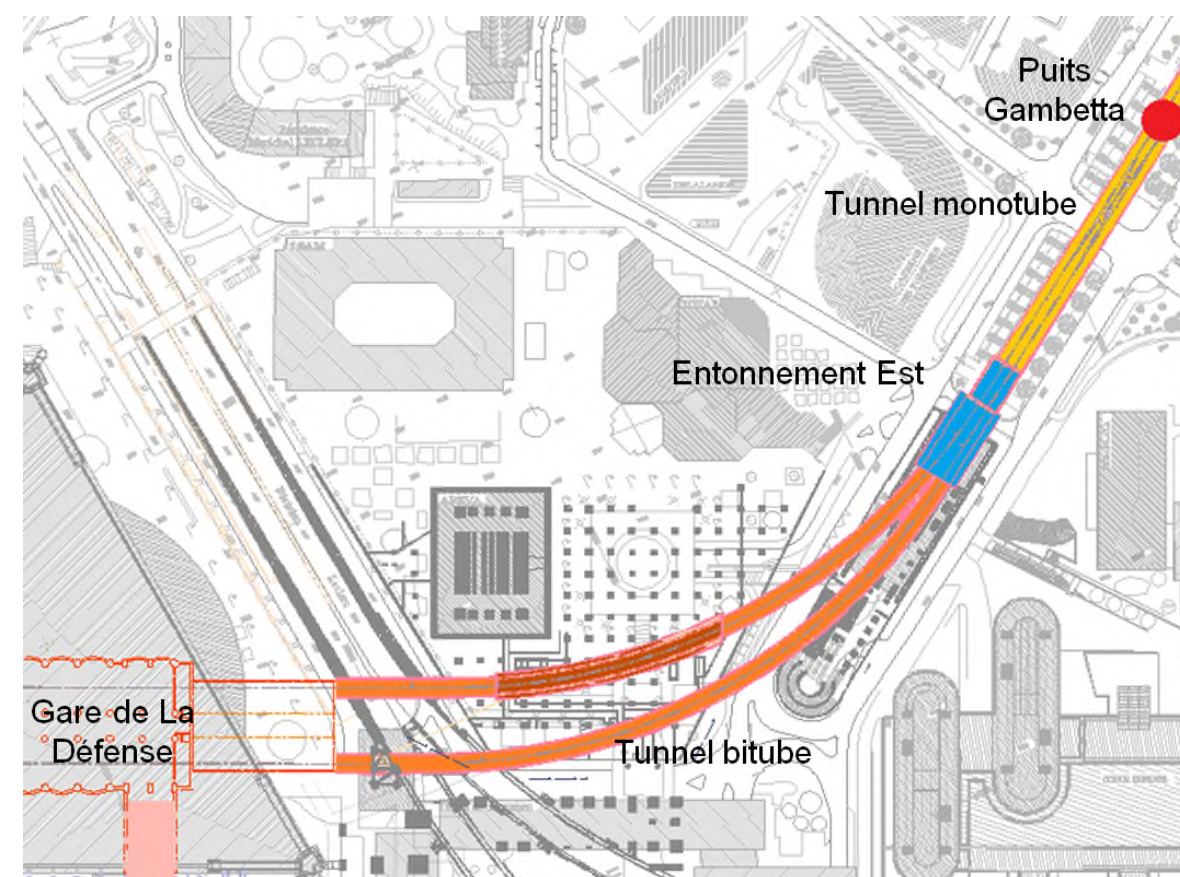 Puits
Gambetta
Tunnel monotube
Entonnement Est
Gare de La
Défense
Tunnel bitube